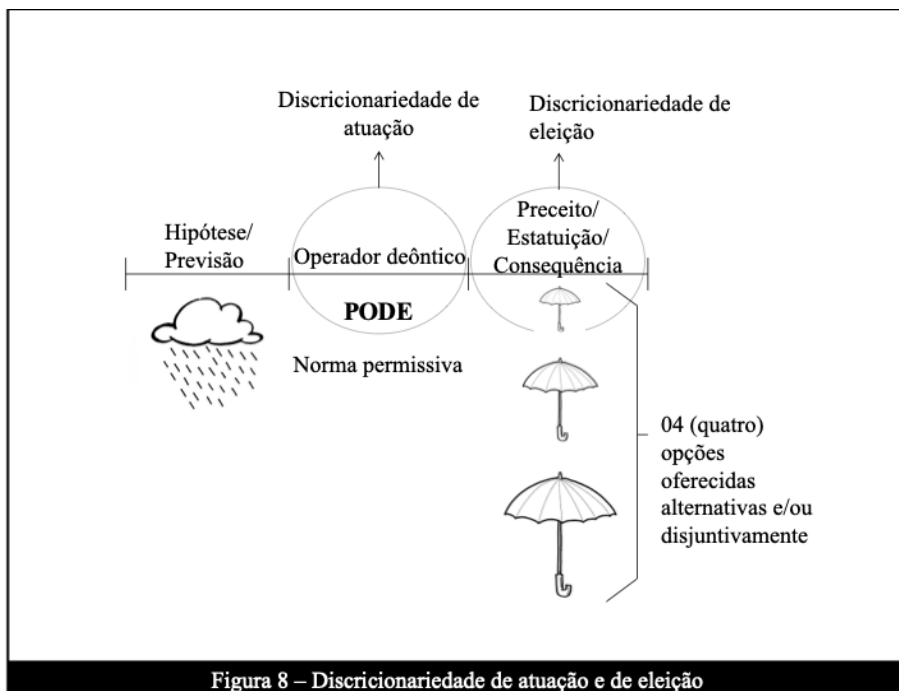 Discricionariedade de
atuação
Discricionariedade de
eleição
Hipótese/
Previsão
Operador deôntico
PODE
Norma permissiva
Preceito/
Estatuição/
Consequência
04 (quatro)
opções
oferecidas
alternativas e/ou
disjuntivamente
Figura 8 – Discricionariedade de atuação e de eleição